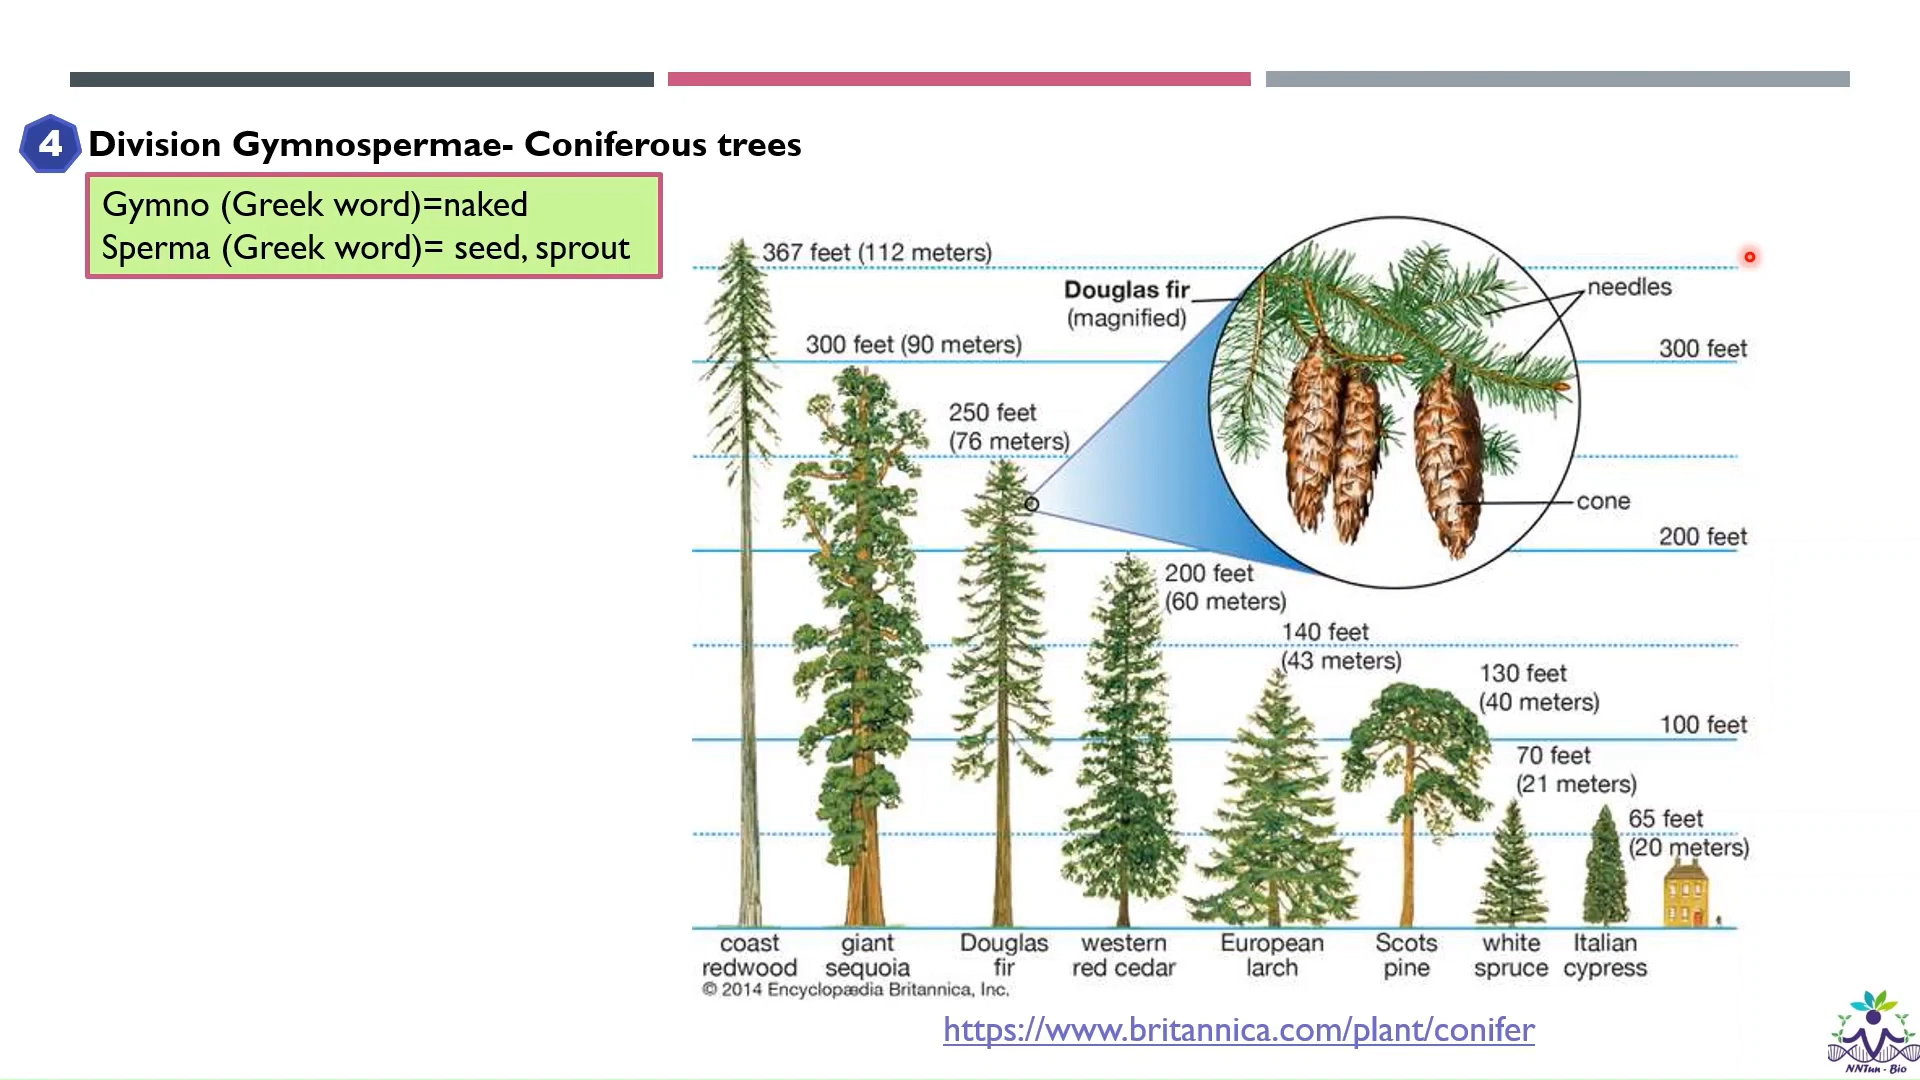 4 Division Gymnospermae- Coniferous trees
Gymno (Greek word)=naked
Sperma (Greek word)= seed, sprout
367 feet (112 meters)
Douglas fir
(magnified)
needles
300 feet (90 meters)
300 feet
250 feet
(76 meters)
cone
200 feet
200 feet
(60 meters)
140 feet
(43 meters)
130 feet
(40 meters)
100 feet
70 feet
(21 meters)
65 feet
(20 meters)
coast
redwood
giant
sequoia
Douglas
fir
western
red cedar
European
larch
Scots
pine
white
spruce
Italian
cypress
© 2014 Encyclopædia Britannica, Inc.
https://www.britannica.com/plant/conifer
NNTun - Bio